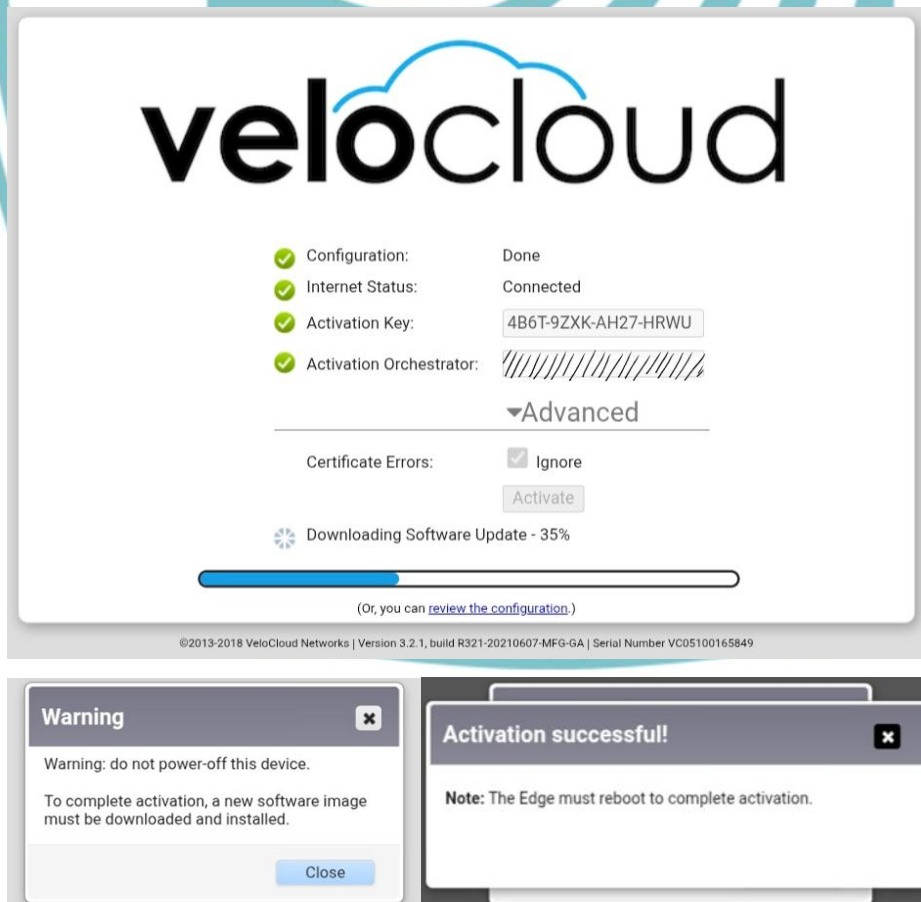 velocloud
Configuration: Done
Internet Status: Connected
Activation Key: 4B6T-9ZXK-AH27-HRWU
Activation Orchestrator:
Advanced
Certificate Errors: Ignore
Activate
Downloading Software Update - 35%
(Or, you can review the configuration.)
©2013-2018 VeloCloud Networks | Version 3.2.1, build R321-20210607-MFG-GA | Serial Number VC05100165849
Warning
Warning: do not power-off this device.
To complete activation, a new software image
must be downloaded and installed.
Close
Activation successful!
Note: The Edge must reboot to complete activation.